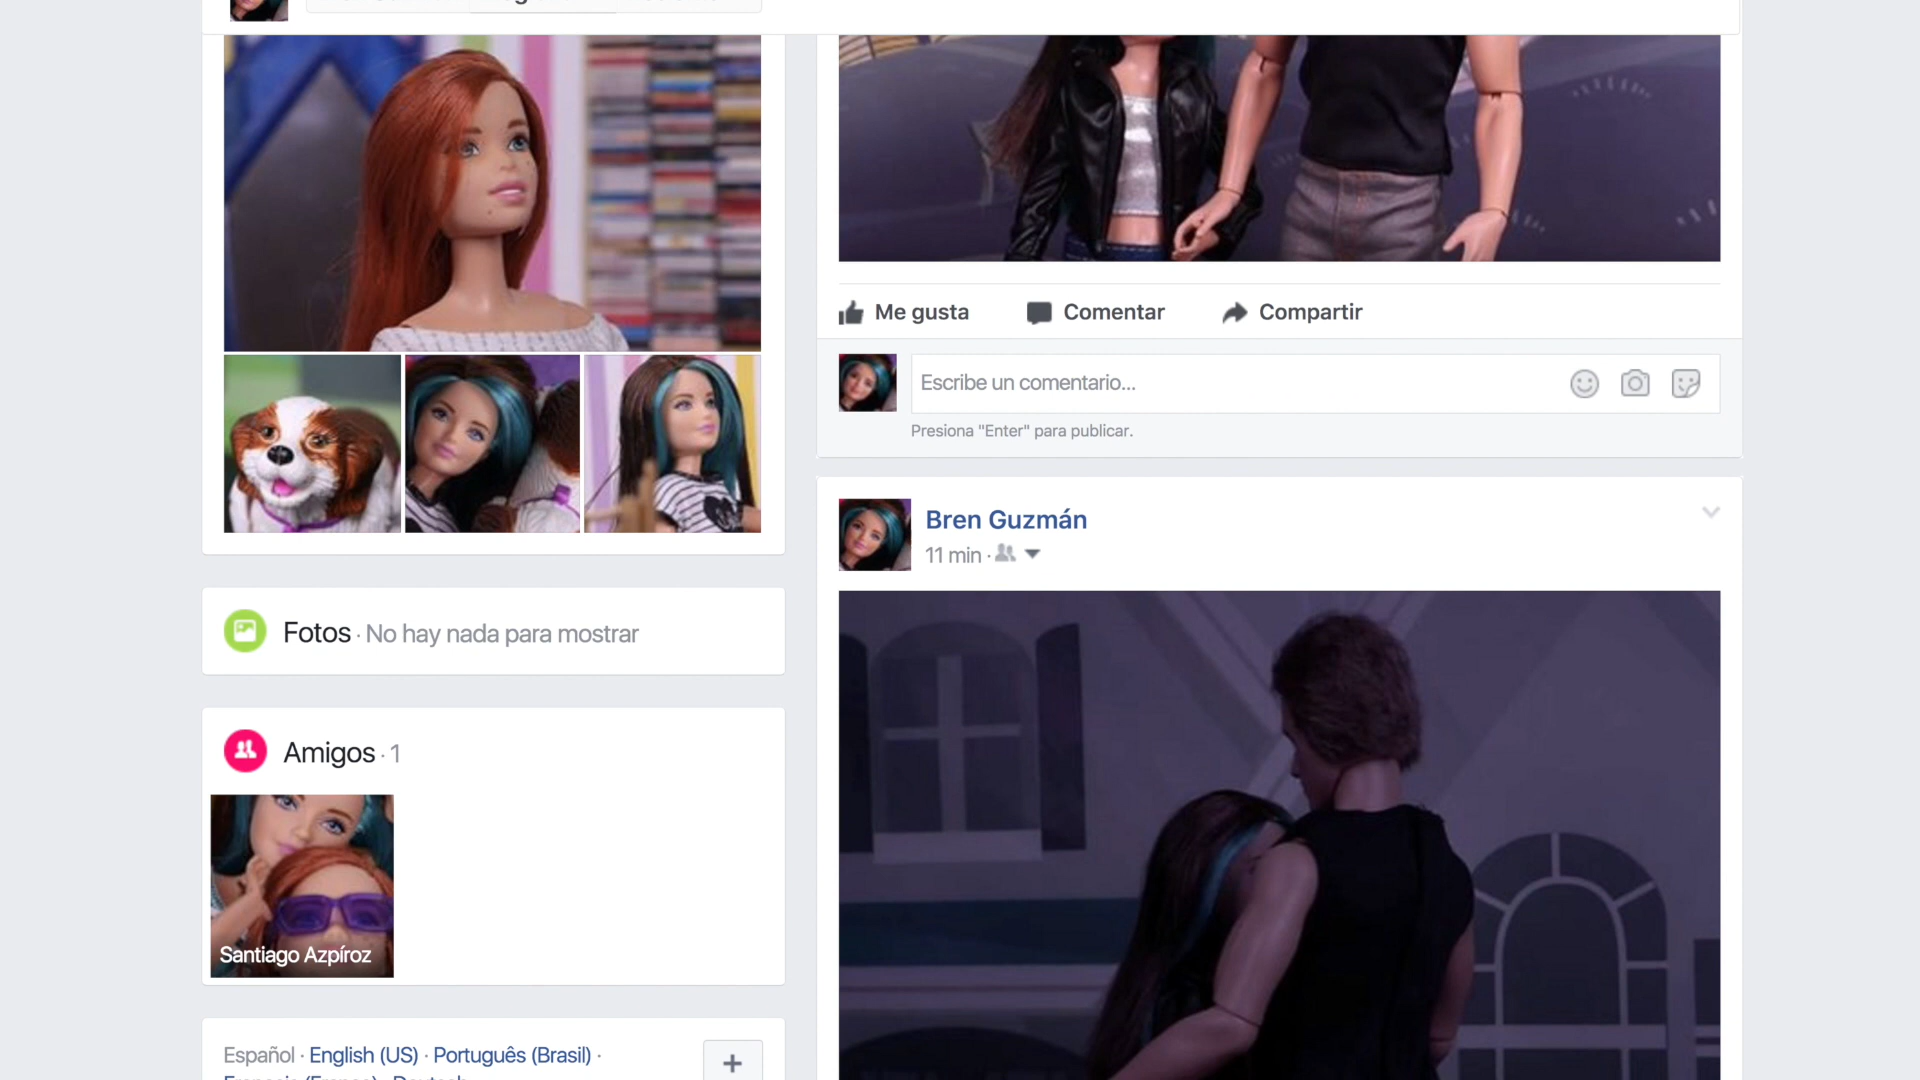 Me gusta
Comentar
Compartir
Escribe un comentario...
Presiona "Enter" para publicar.
Bren Guzmán
11 min ·
Fotos · No hay nada para mostrar
Amigos · 1
Santiago Azpíroz
Español · English (US) · Português (Brasil) ·